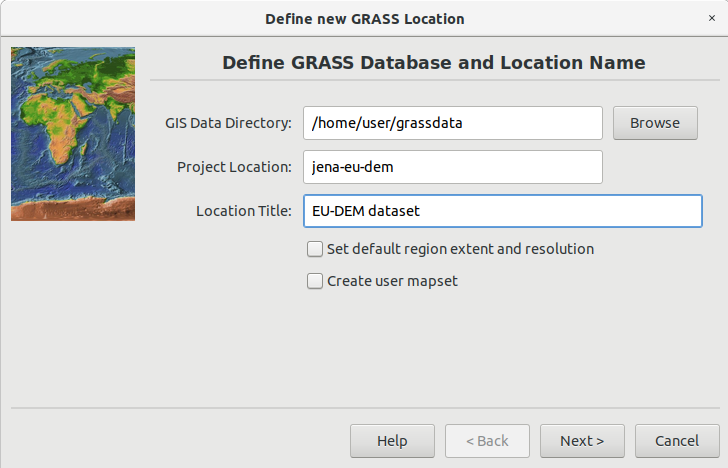 Define new GRASS Location ×
Define GRASS Database and Location Name
GIS Data Directory: /home/user/grassdata Browse
Project Location: jena-eu-dem
Location Title: EU-DEM dataset
Set default region extent and resolution
Create user mapset
Help < Back Next > Cancel